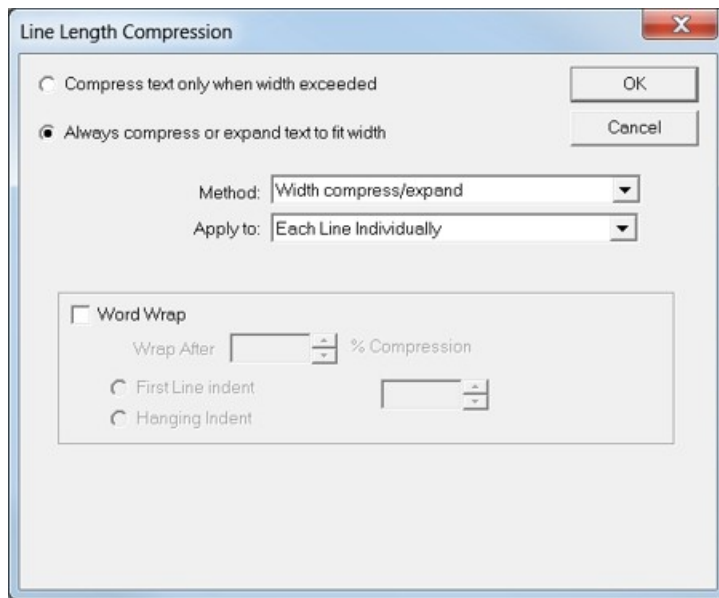 Line Length Compression
Compress text only when width exceeded
OK
Always compress or expand text to fit width
Cancel
Method: Width compress/expand
Apply to: Each Line Individually
Word Wrap
Wrap After % Compression
First Line indent
Hanging Indent